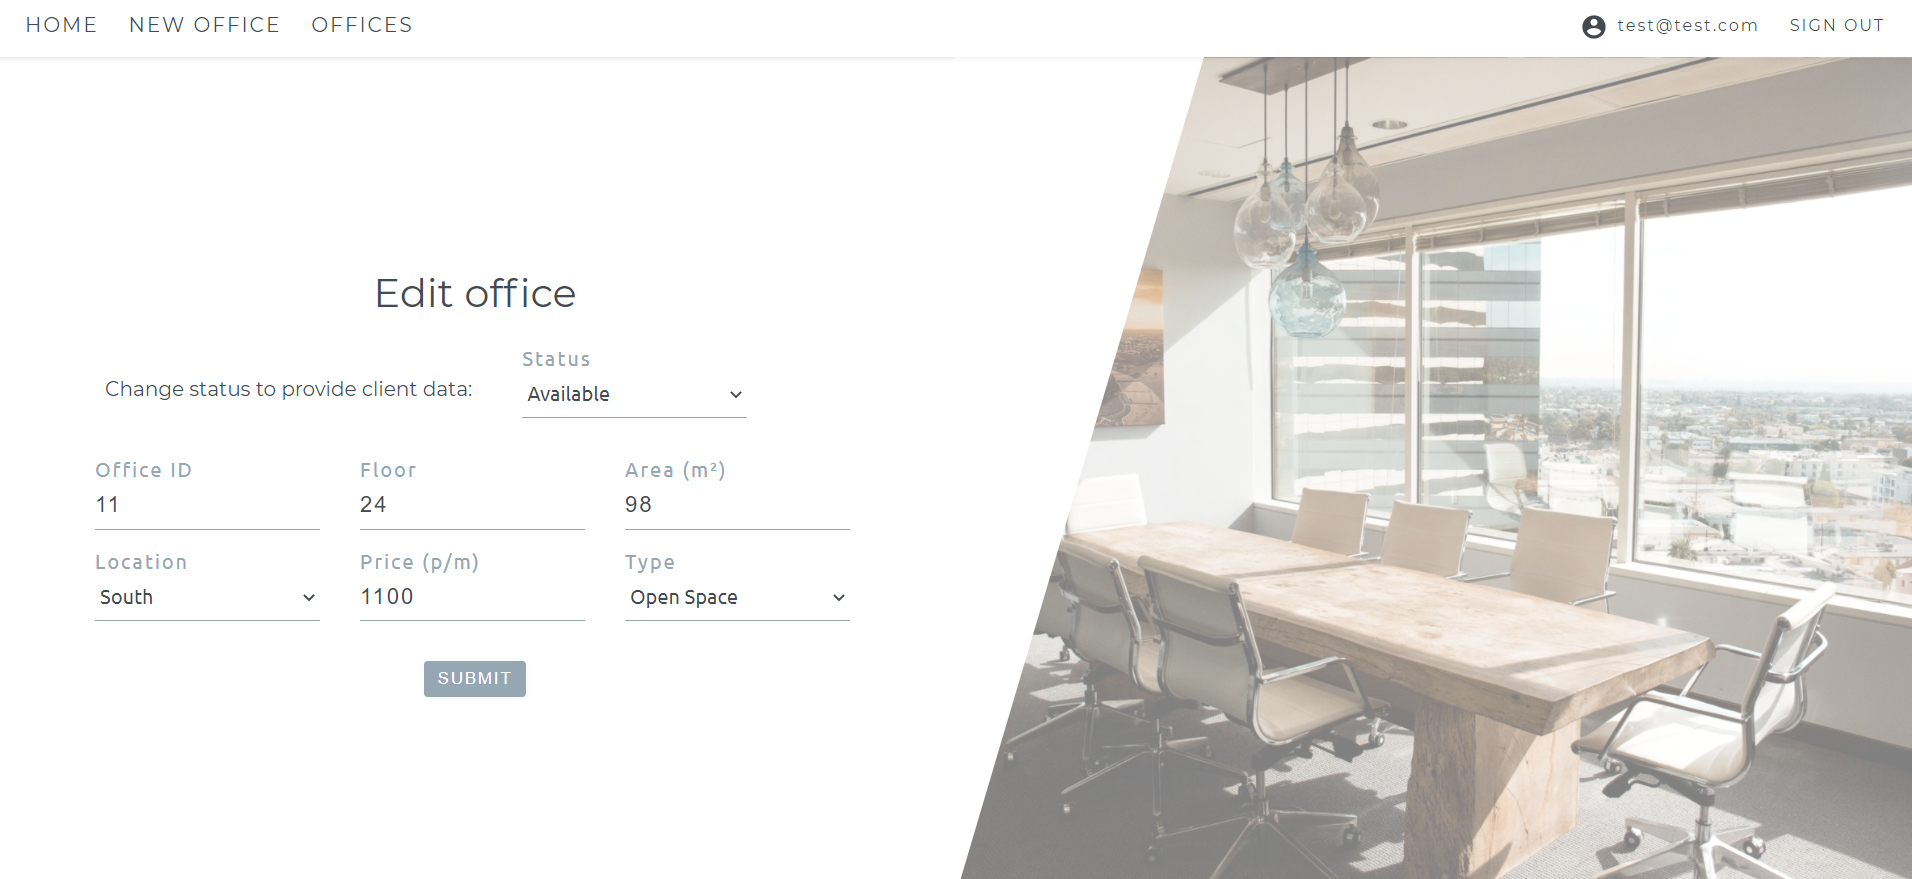 HOME NEW OFFICE OFFICES test@test.com SIGN OUT
Edit office
Status
Change status to provide client data: Available
Office ID Floor Area (m²)
11 24 98
Location Price (p/m) Type
South 1100 Open Space
SUBMIT